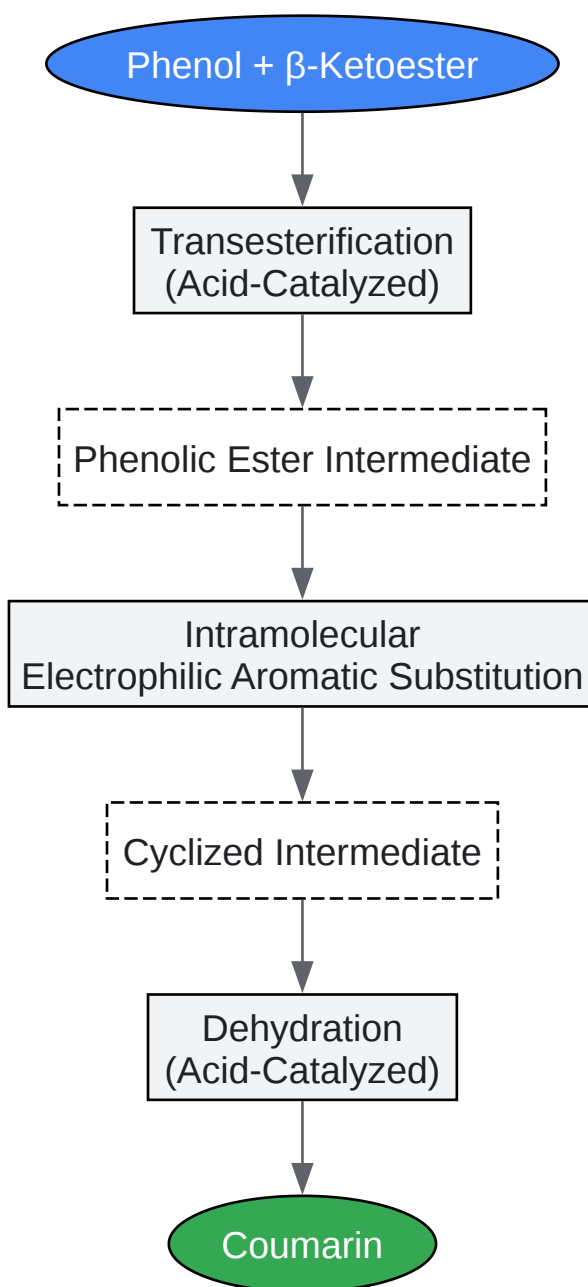 Phenol + β-Ketoester
Transesterification
(Acid-Catalyzed)
Phenolic Ester Intermediate
Intramolecular
Electrophilic Aromatic Substitution
Cyclized Intermediate
Dehydration
(Acid-Catalyzed)
Coumarin